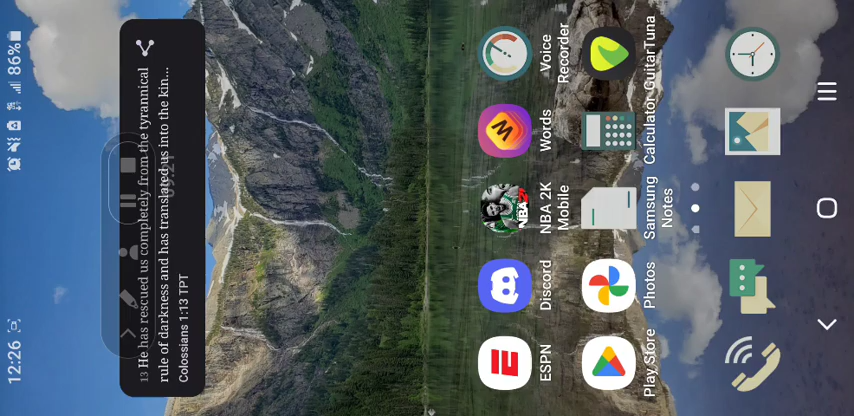 12:26
86%
13 He has rescued us completely from the tyrannical
rule of darkness and has translated us into the kin...
Colossians 1:13 TPT
09:21
ESPN
Discord
NBA 2K
Mobile
Words
Voice
Recorder
Play Store
Photos
Samsung
Notes
Calculator
GuitarTuna